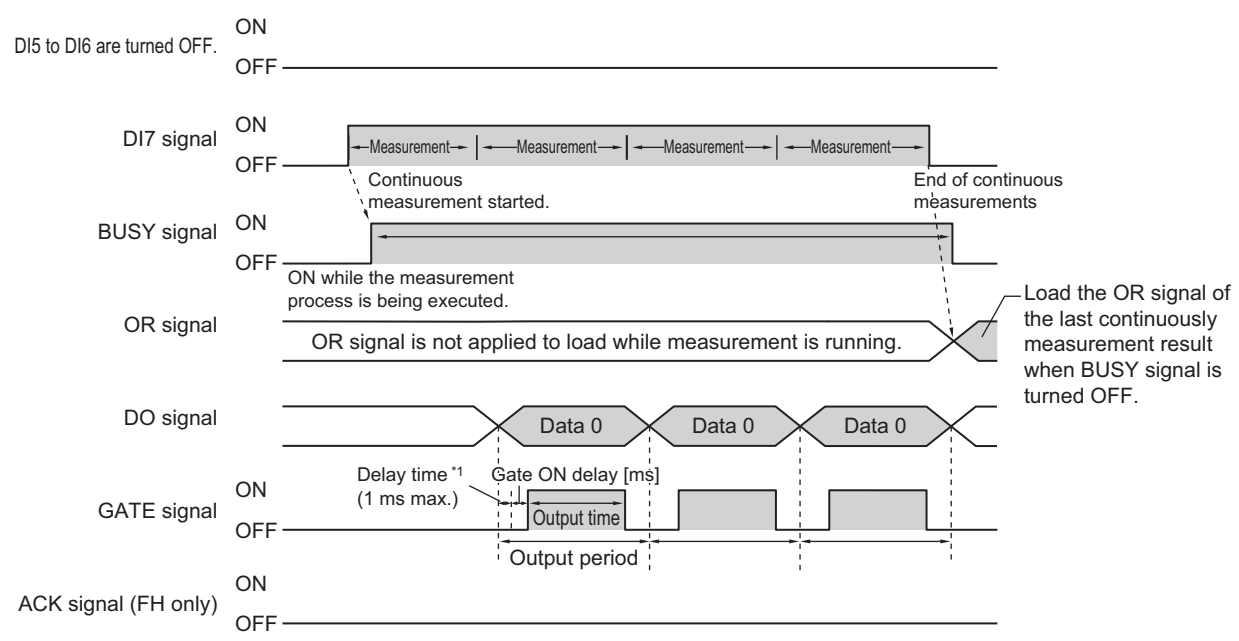 ON
DI5 to DI6 are turned OFF.
OFF
ON
DI7 signal
OFF
Measurement
Measurement
Measurement
Measurement
Continuous
measurement started.
End of continuous
measurements
ON
BUSY signal
OFF
ON while the measurement
process is being executed.
OR signal
OR signal is not applied to load while measurement is running.
Load the OR signal of
the last continuously
measurement result
when BUSY signal is
turned OFF.
DO signal
Data 0
Data 0
Data 0
Delay time *1
(1 ms max.)
Gate ON delay [ms]
ON
GATE signal
OFF
Output time
Output period
ON
ACK signal (FH only)
OFF